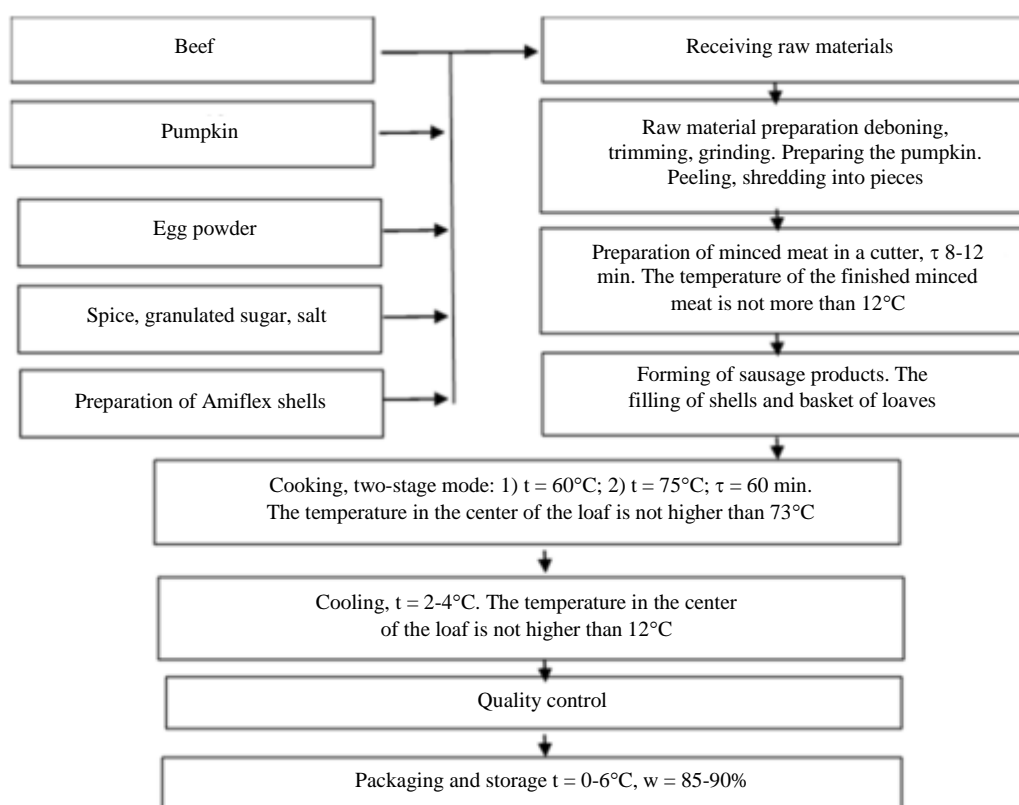 Beef
Pumpkin
Egg powder
Spice, granulated sugar, salt
Preparation of Amiflex shells
Receiving raw materials
Raw material preparation deboning,
trimming, grinding. Preparing the pumpkin.
Peeling, shredding into pieces
Preparation of minced meat in a cutter, τ 8-12
min. The temperature of the finished minced
meat is not more than 12°C
Forming of sausage products. The
filling of shells and basket of loaves
Cooking, two-stage mode: 1) t = 60°C; 2) t = 75°C; τ = 60 min.
The temperature in the center of the loaf is not higher than 73°C
Cooling, t = 2-4°C. The temperature in the center
of the loaf is not higher than 12°C
Quality control
Packaging and storage t = 0-6°C, w = 85-90%